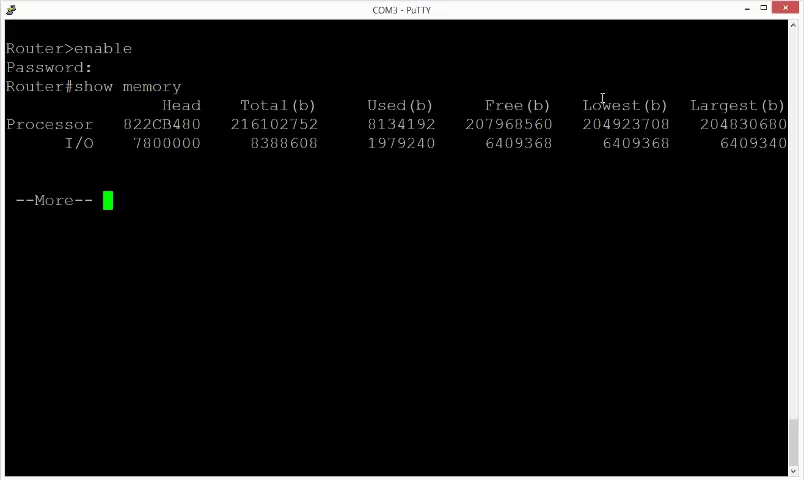 COM3 - PuTTY
Router>enable
Password:
Router#show memory
Head Total(b) Used(b) Free(b) Lowest(b) Largest(b)
Processor 822CB480 216102752 8134192 207968560 204923708 204830680
I/O 7800000 8388608 1979240 6409368 6409368 6409340
--More--